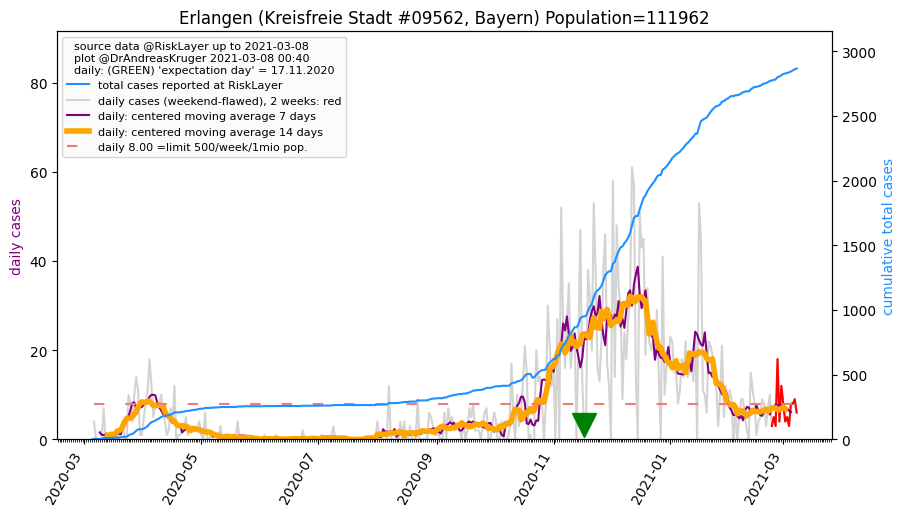 Erlangen (Kreisfreie Stadt #09562, Bayern) Population=111962
source data @RiskLayer up to 2021-03-08
plot @DrAndreasKruger 2021-03-08 00:40
daily: (GREEN) 'expectation day' = 17.11.2020
total cases reported at RiskLayer
daily cases (weekend-flawed), 2 weeks: red
daily: centered moving average 7 days
daily: centered moving average 14 days
daily 8.00 =limit 500/week/1mio pop.
daily cases
80
60
40
20
0
cumulative total cases
3000
2500
2000
1500
1000
500
0
2020-03
2020-05
2020-07
2020-09
2020-11
2021-01
2021-03